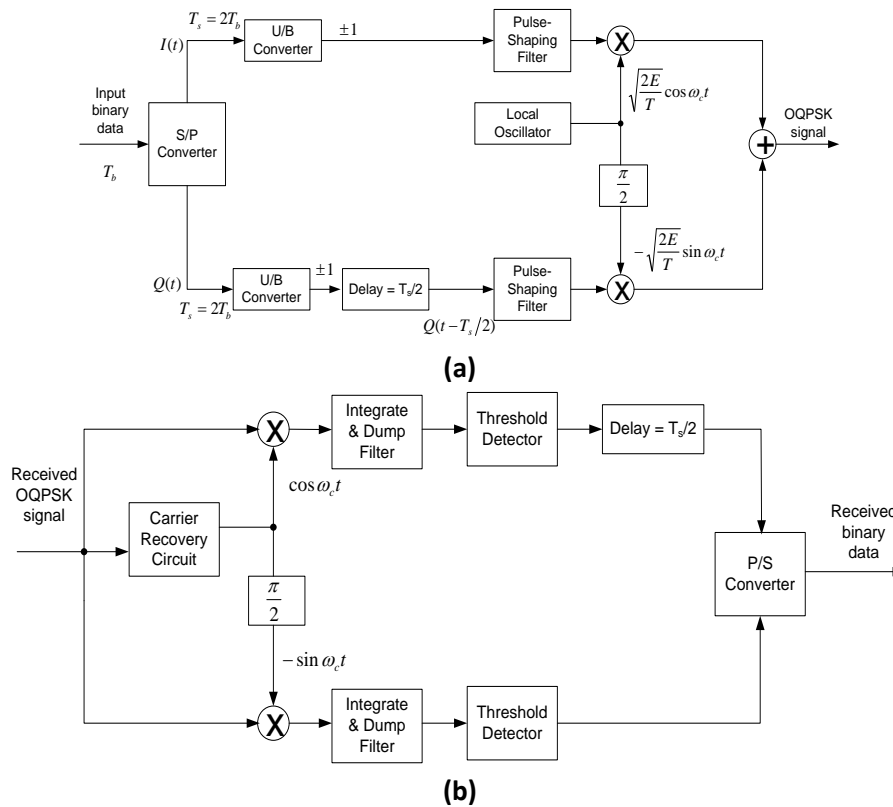 T_s = 2T_b
I(t)
U/B
Converter
±1
Pulse-
Shaping
Filter
X
√(2E/T) cos ω_c t
Input
binary
data
T_b
S/P
Converter
Local
Oscillator
π/2
+
OQPSK
signal
−√(2E/T) sin ω_c t
Q(t)
T_s = 2T_b
U/B
Converter
±1
Delay = T_s/2
Q(t − T_s/2)
Pulse-
Shaping
Filter
X
(a)
X
Integrate
& Dump
Filter
Threshold
Detector
Delay = T_s/2
Received
OQPSK
signal
cos ω_c t
Carrier
Recovery
Circuit
π/2
− sin ω_c t
P/S
Converter
Received
binary
data
X
Integrate
& Dump
Filter
Threshold
Detector
(b)